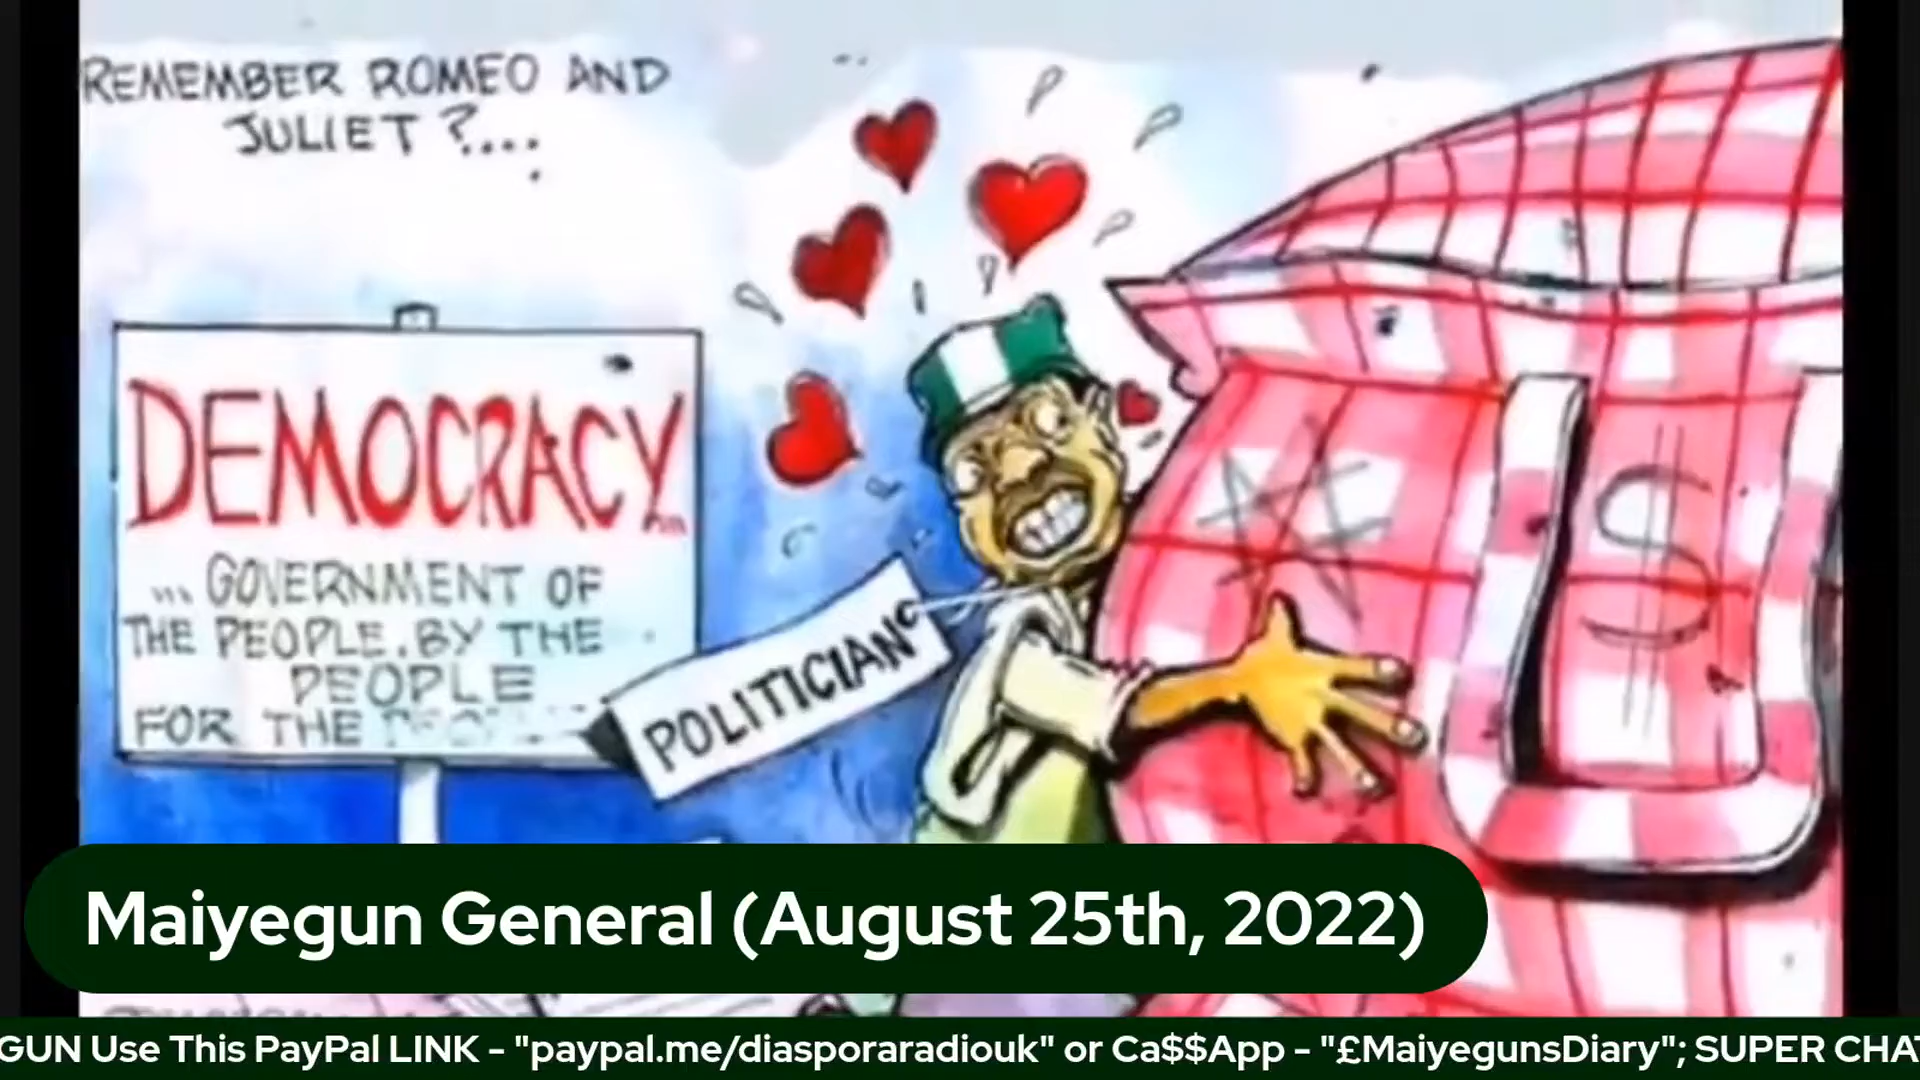 REMEMBER ROMEO AND
JULIET?....
DEMOCRACY...
... GOVERNMENT OF
THE PEOPLE. BY THE
PEOPLE
FOR THE
POLITICIAN
$
Maiyegun General (August 25th, 2022)
GUN Use This PayPal LINK - "paypal.me/diasporaradiouk" or Ca$$App - "£MaiyegunsDiary"; SUPER CHAT